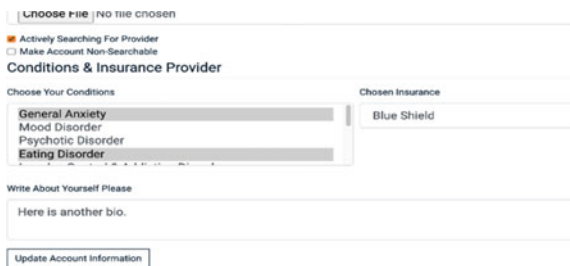 Choose File No file chosen
Actively Searching For Provider
Make Account Non-Searchable
Conditions & Insurance Provider
Choose Your Conditions
Chosen Insurance
General Anxiety
Blue Shield
Mood Disorder
Psychotic Disorder
Eating Disorder
Write About Yourself Please
Here is another bio.
Update Account Information